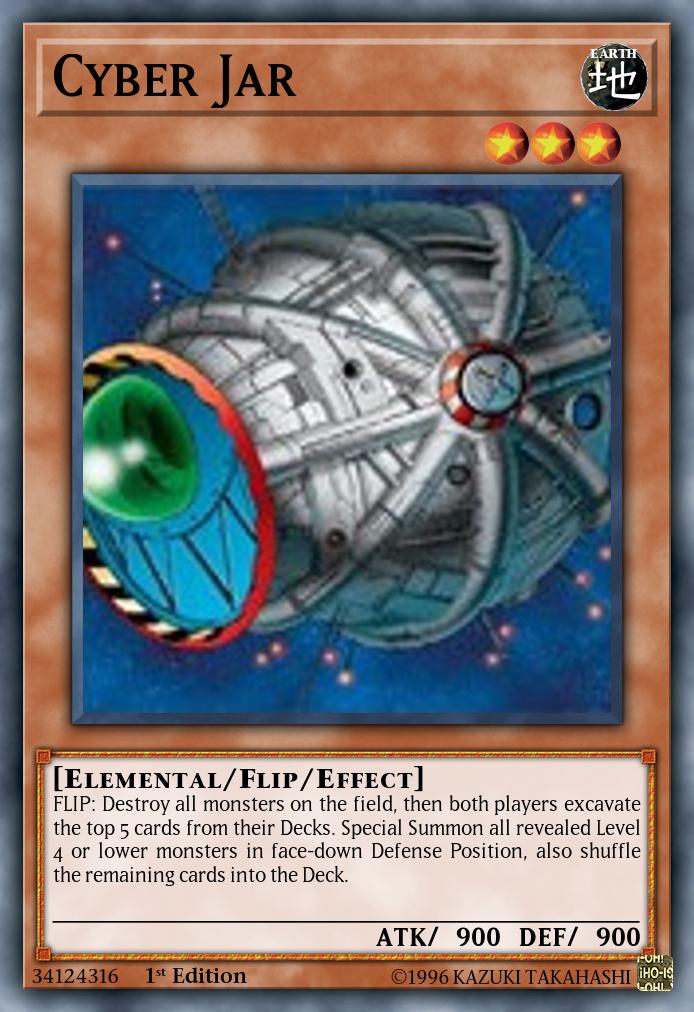 Cyber Jar
EARTH
地
[Elemental/Flip/Effect]
FLIP: Destroy all monsters on the field, then both players excavate
the top 5 cards from their Decks. Special Summon all revealed Level
4 or lower monsters in face-down Defense Position, also shuffle
the remaining cards into the Deck.
ATK/ 900 DEF/ 900
34124316 1st Edition ©1996 KAZUKI TAKAHASHI